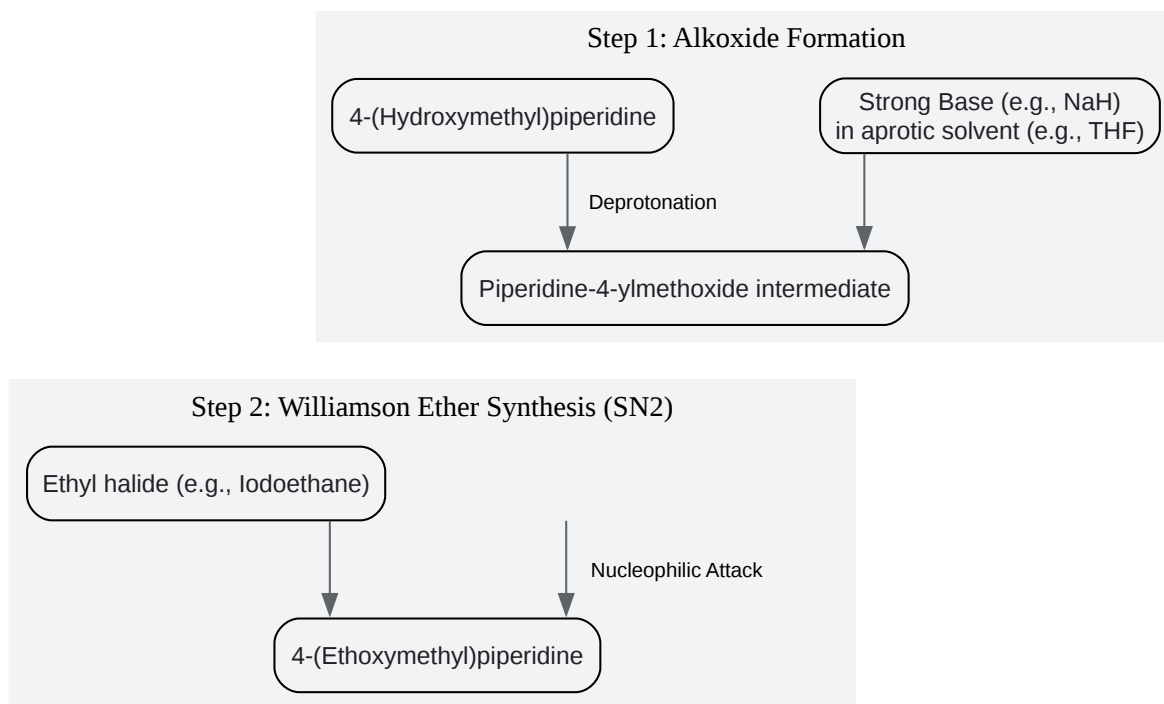 Step 1: Alkoxide Formation
4-(Hydroxymethyl)piperidine
Strong Base (e.g., NaH)
in aprotic solvent (e.g., THF)
Deprotonation
Piperidine-4-ylmethoxide intermediate
Step 2: Williamson Ether Synthesis (SN2)
Ethyl halide (e.g., Iodoethane)
Nucleophilic Attack
4-(Ethoxymethyl)piperidine